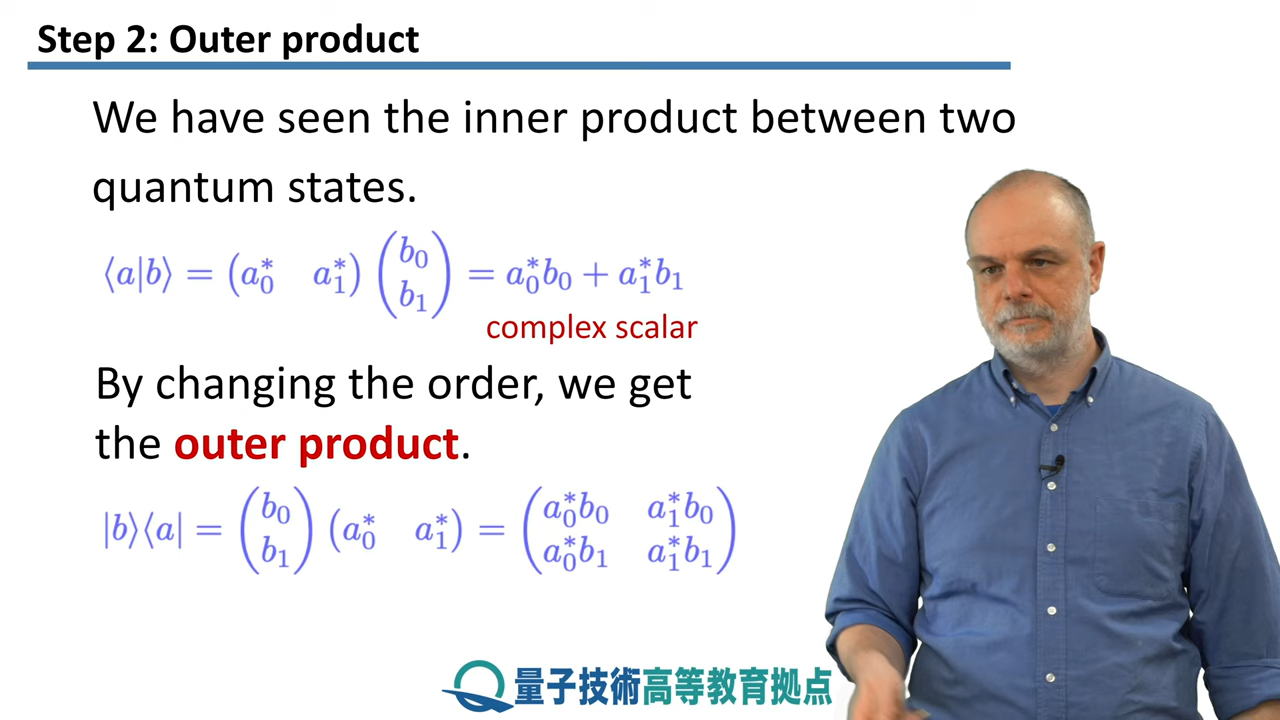 Step 2: Outer product
We have seen the inner product between two
quantum states.
⟨a|b⟩ = (a₀* a₁*) (b₀ b₁) = a₀*b₀ + a₁*b₁
complex scalar
By changing the order, we get
the outer product.
|b⟩⟨a| = (b₀ b₁) (a₀* a₁*) = (a₀*b₀ a₁*b₀ a₀*b₁ a₁*b₁)
量子技術高等教育拠点